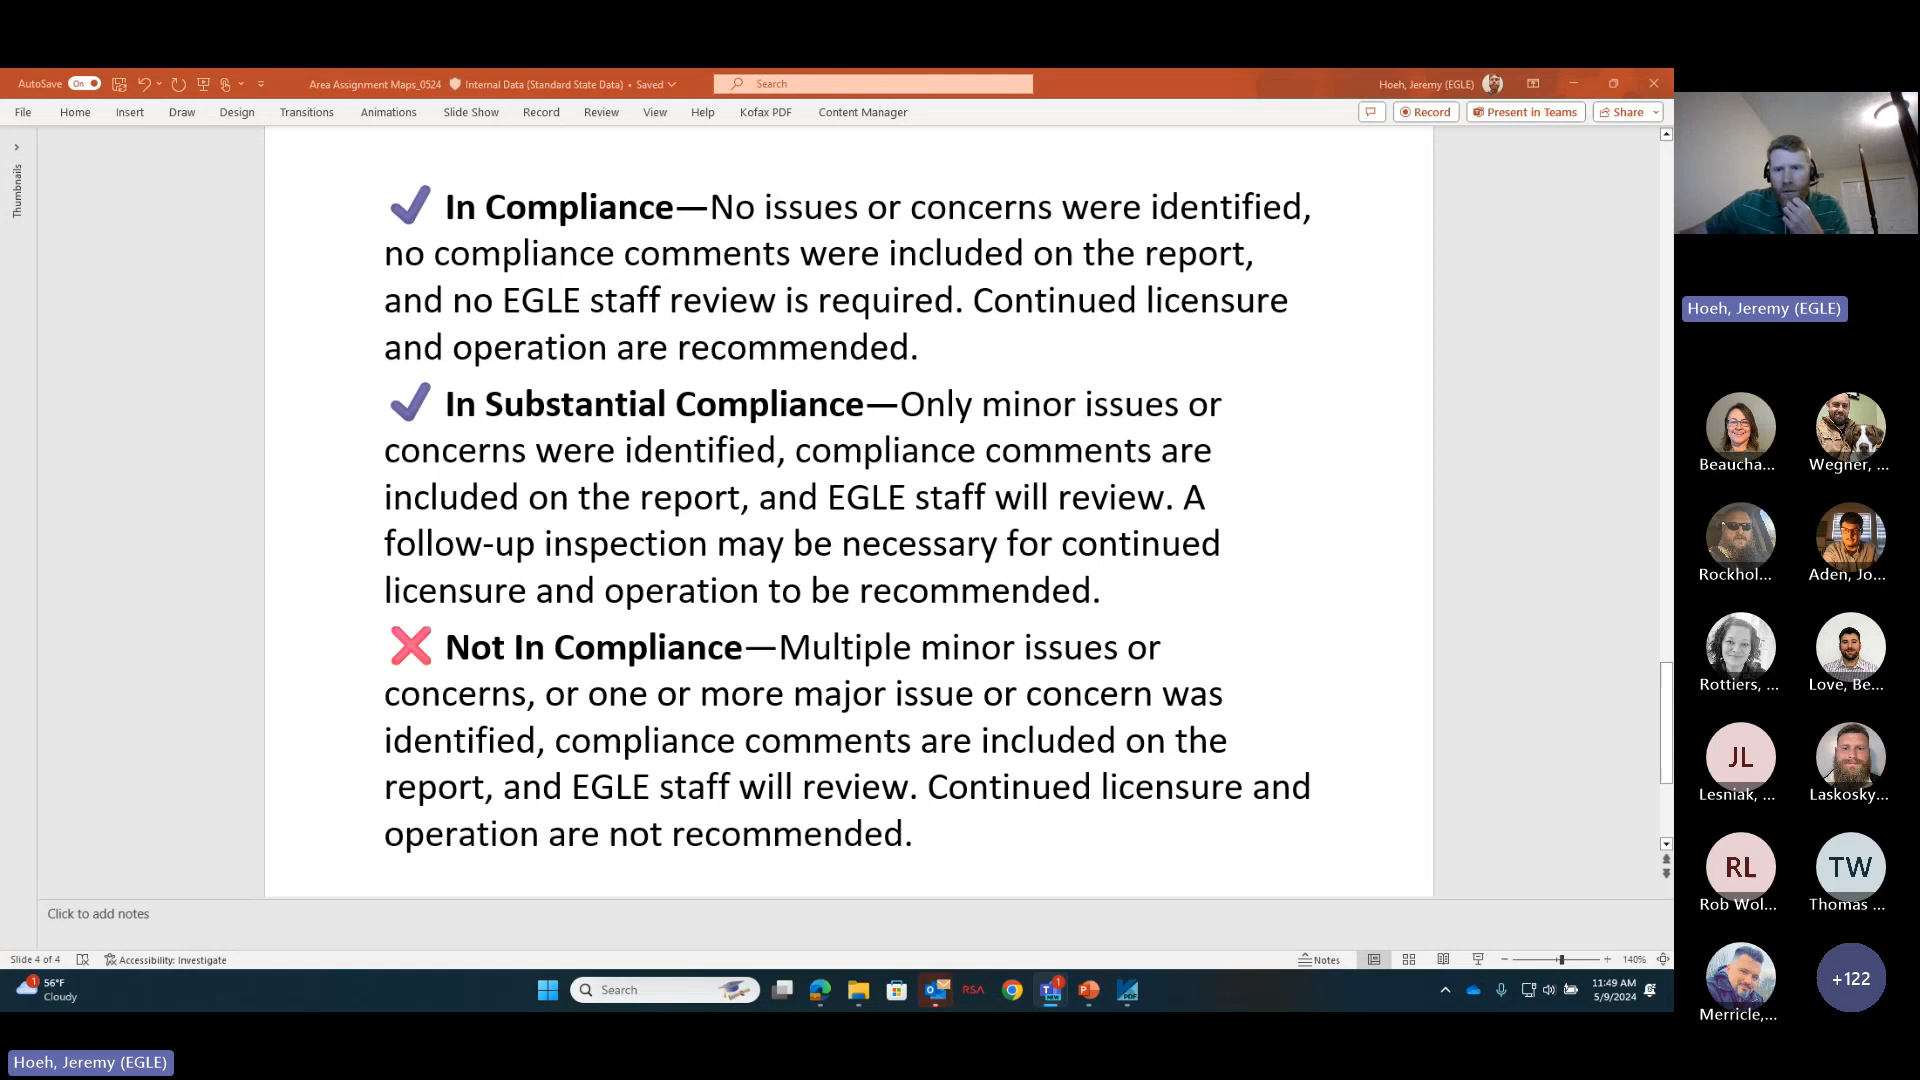 AutoSave On
Area Assignment Maps_0524 Internal Data (Standard State Data) • Saved
Search
Hoeh, Jeremy (EGLE)
File Home Insert Draw Design Transitions Animations Slide Show Record Review View Help Kofax PDF Content Manager
Record Present in Teams Share
Thumbnails
In Compliance—No issues or concerns were identified,
no compliance comments were included on the report,
and no EGLE staff review is required. Continued licensure
and operation are recommended.
In Substantial Compliance—Only minor issues or
concerns were identified, compliance comments are
included on the report, and EGLE staff will review. A
follow-up inspection may be necessary for continued
licensure and operation to be recommended.
Not In Compliance—Multiple minor issues or
concerns, or one or more major issue or concern was
identified, compliance comments are included on the
report, and EGLE staff will review. Continued licensure and
operation are not recommended.
Click to add notes
Slide 4 of 4 Accessibility: Investigate
Notes 140%
1 56°F
Cloudy
Search
RSA
1
11:49 AM
5/9/2024
Hoeh, Jeremy (EGLE)
Beaucha... Wegner, ...
Rockhol... Aden, Jo...
Rottiers, ... Love, Be...
JL
Lesniak, ... Laskosky...
RL TW
Rob Wol... Thomas ...
+122
Merricle,...
Hoeh, Jeremy (EGLE)